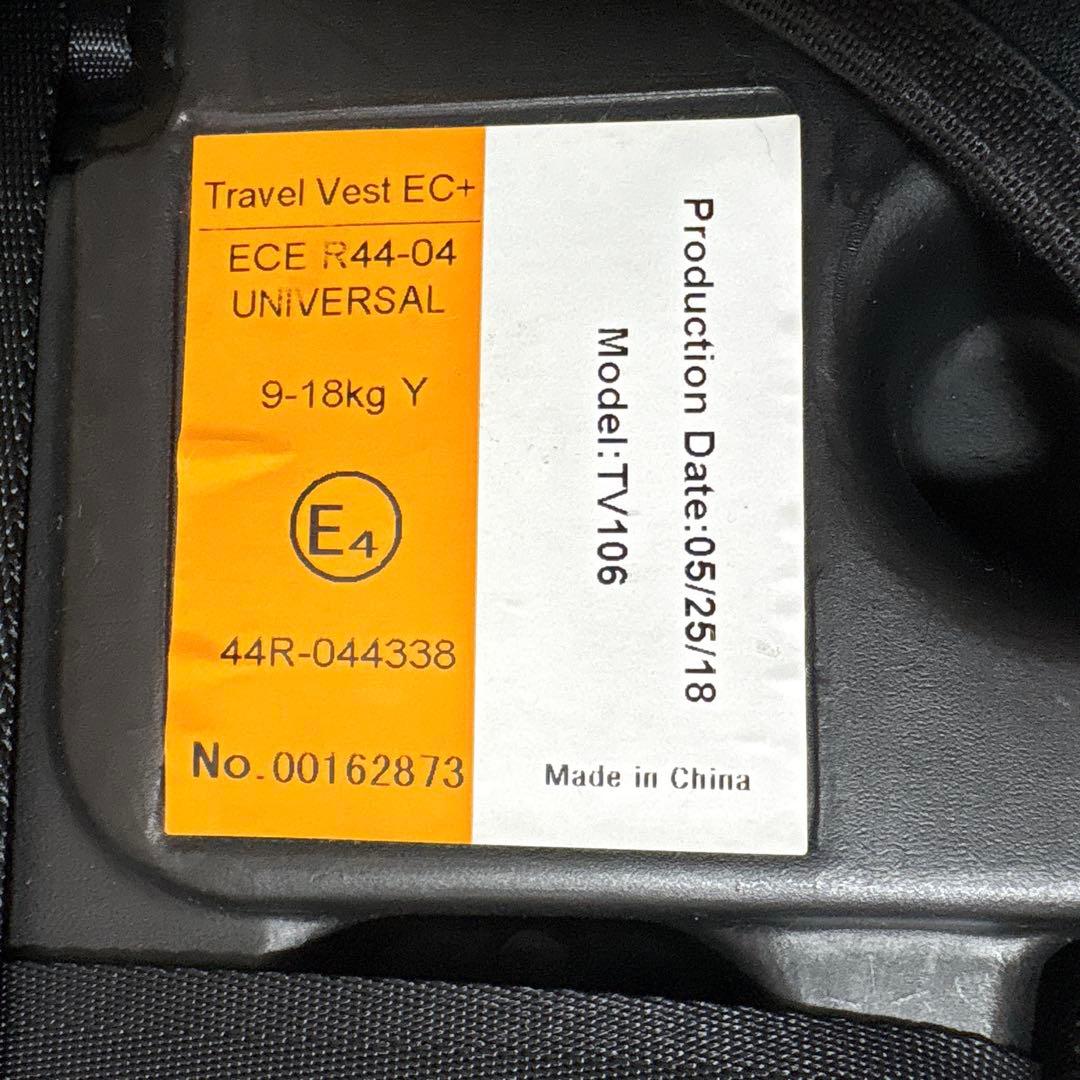 Travel Vest EC+
ECE R44-04
UNIVERSAL
9-18kg Y
E4
44R-044338
No.00162873
Production Date:05/25/18
Model:TV106
Made in China